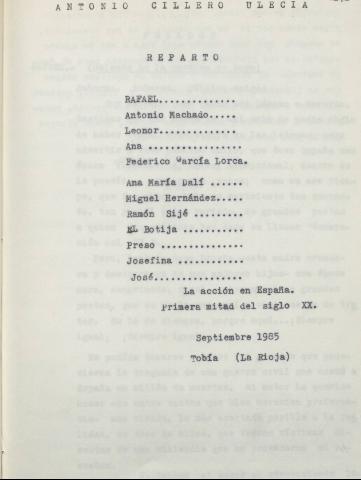 ANTONIO CILLERO ULECIA
REPARTO
RAFAEL..............
Antonio Machado.....
Leonor..............
Ana .................
Federico García Lorca.
Ana María Dalí ......
Miguel Hernández.....
Ramón Sijé .........
EL Botija ...........
Preso ...............
Josefina ............
José................
La acción en España.
Primera mitad del siglo XX.
Septiembre 1985
Tobía (La Rioja)